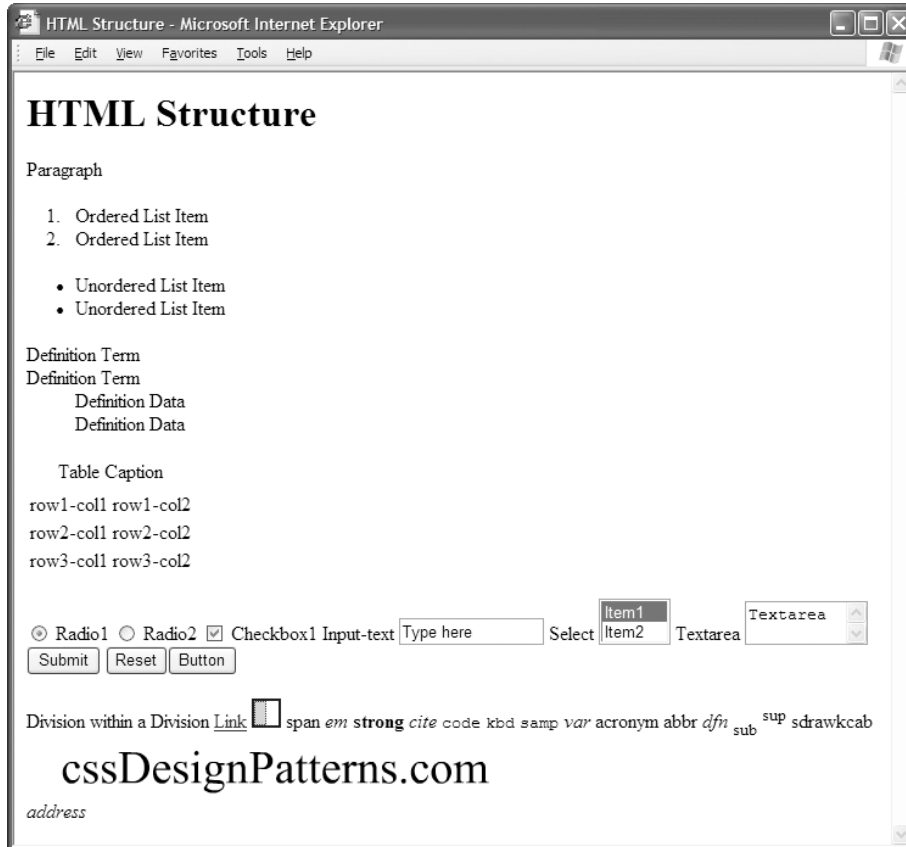 HTML Structure - Microsoft Internet Explorer
File Edit View Favorites Tools Help
HTML Structure
Paragraph
1. Ordered List Item
2. Ordered List Item
• Unordered List Item
• Unordered List Item
Definition Term
Definition Term
Definition Data
Definition Data
Table Caption
row1-col1 row1-col2
row2-col1 row2-col2
row3-col1 row3-col2
Radio1 Radio2 Checkbox1 Input-text Type here Select Item1 Textarea Textarea
Item2
Submit Reset Button
Division within a Division Link span em strong cite code kbd samp var acronym abbr dfn sub sup sdrawkcab
cssDesignPatterns.com
address